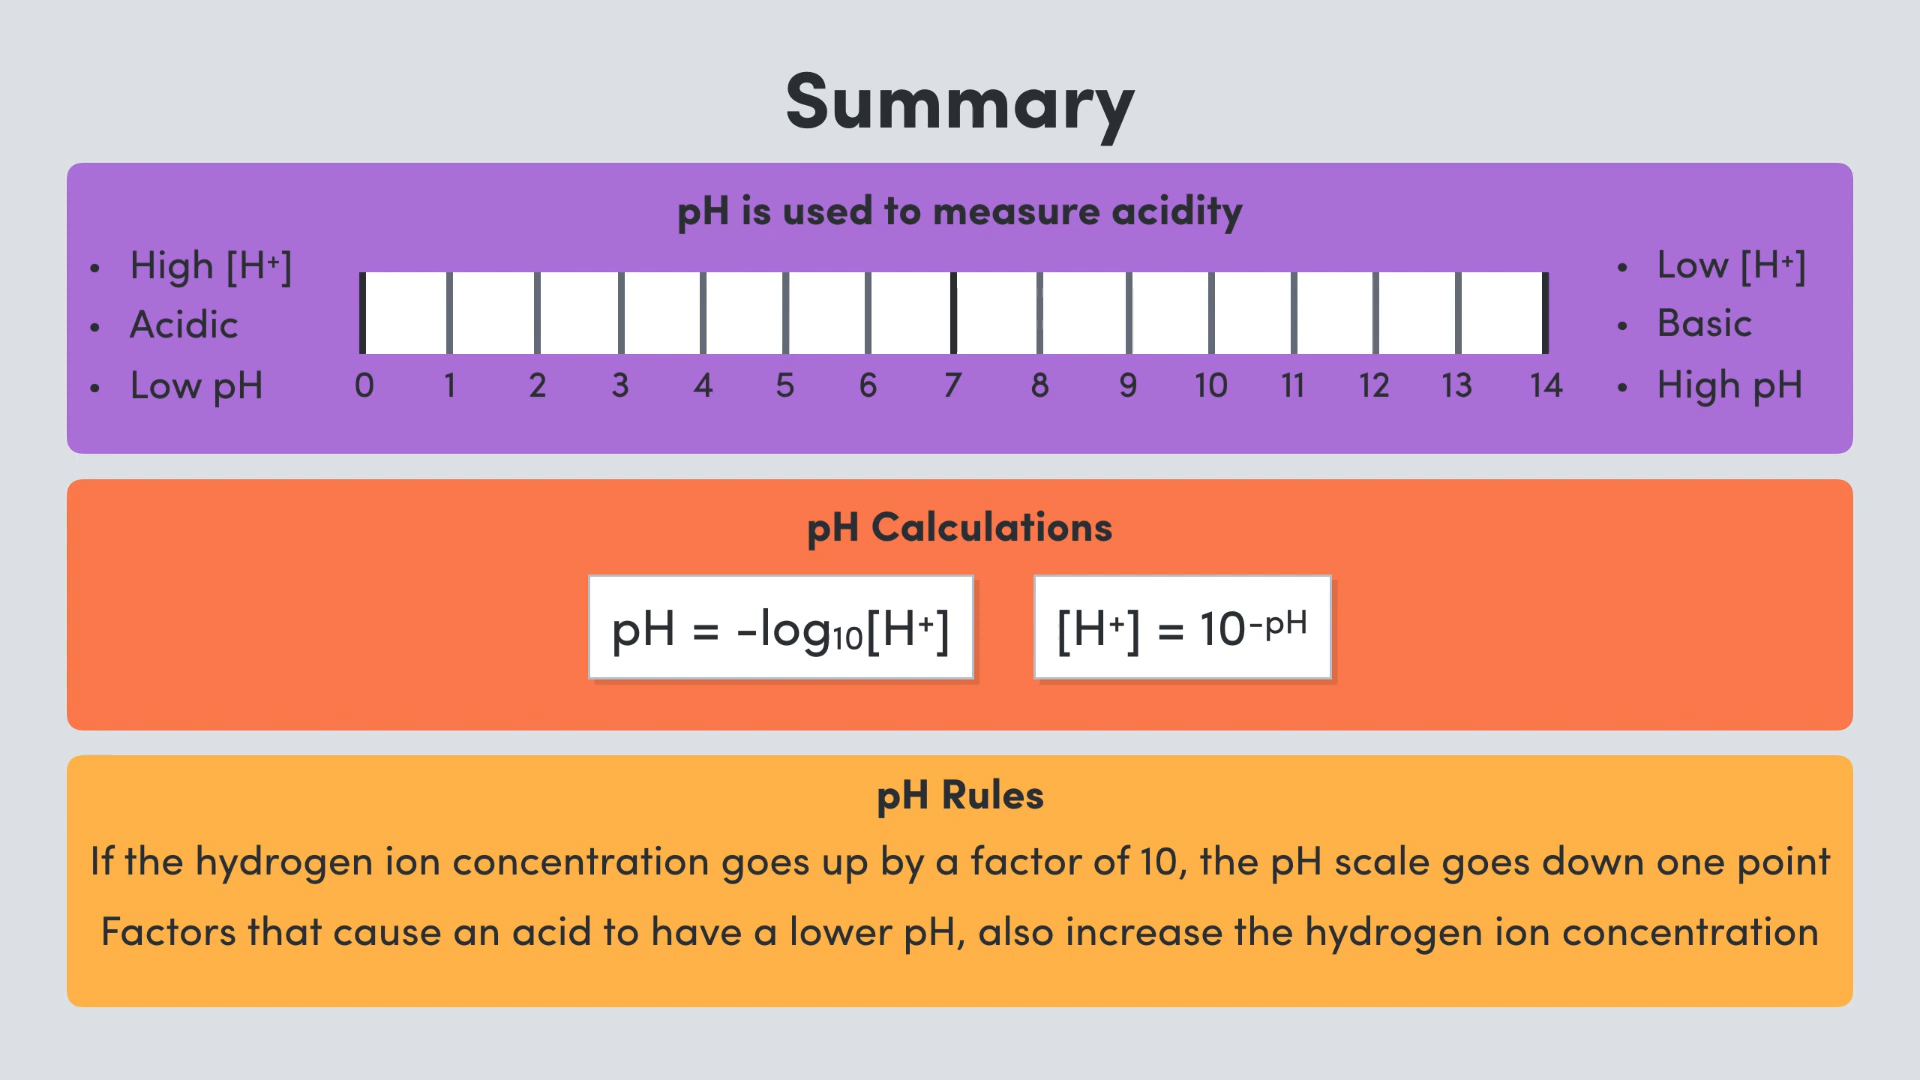 Summary
pH is used to measure acidity
• High [H⁺]
• Acidic
• Low pH
0 1 2 3 4 5 6 7 8 9 10 11 12 13 14
• Low [H⁺]
• Basic
• High pH
pH Calculations
pH = -log₁₀[H⁺]
[H⁺] = 10⁻ᵖᴴ
pH Rules
If the hydrogen ion concentration goes up by a factor of 10, the pH scale goes down one point
Factors that cause an acid to have a lower pH, also increase the hydrogen ion concentration